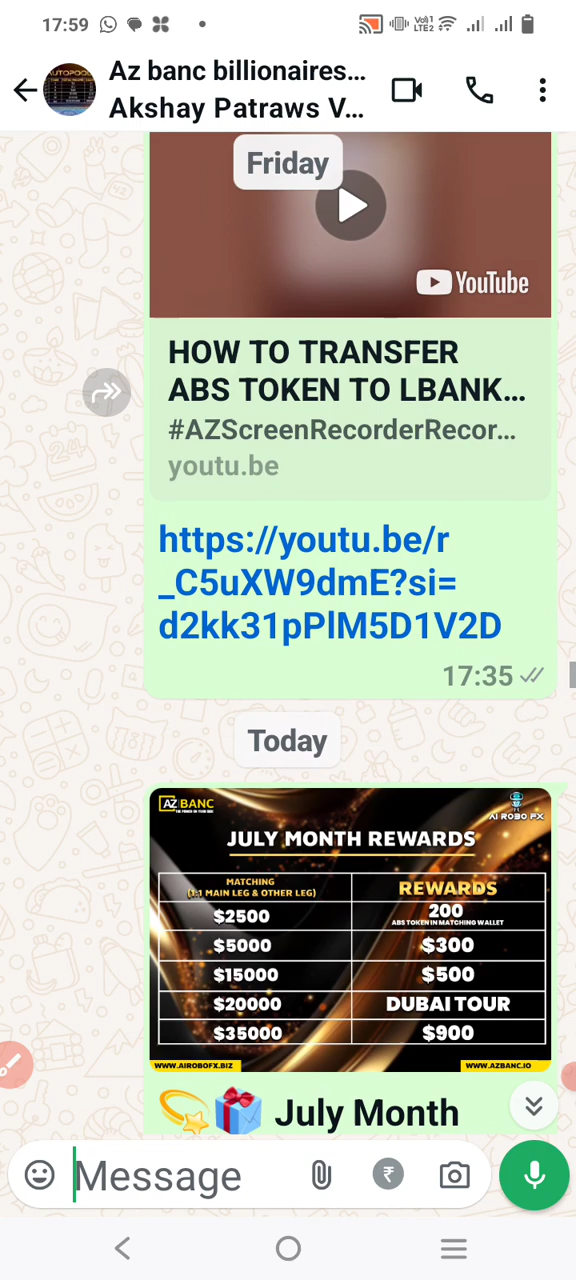 17:59
Vo)) 1
LTE2
Az banc billionaires...
Akshay Patraws V...
Friday
YouTube
HOW TO TRANSFER
ABS TOKEN TO LBANK...
#AZScreenRecorderRecor...
youtu.be
https://youtu.be/r
_C5uXW9dmE?si=
d2kk31pPlM5D1V2D
17:35
Today
AZ BANC
AI ROBO FX
JULY MONTH REWARDS
MATCHING
(1:1 MAIN LEG & OTHER LEG)
REWARDS
$2500
200
ABS TOKEN IN MATCHING WALLET
$5000
$300
$15000
$500
$20000
DUBAI TOUR
$35000
$900
WWW.AIROBOFX.BIZ
WWW.AZBANC.IO
July Month
Message